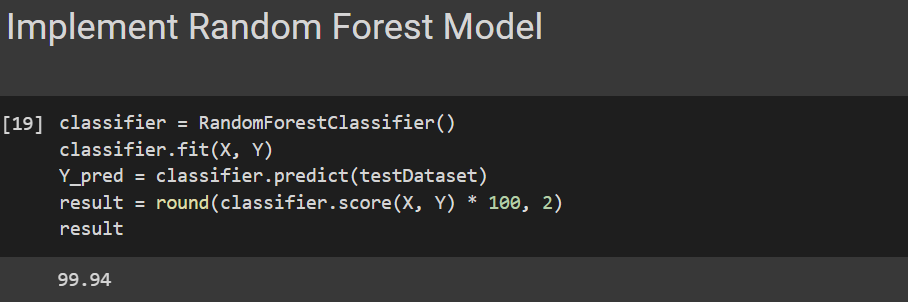 Implement Random Forest Model
[19] classifier = RandomForestClassifier()
classifier.fit(X, Y)
Y_pred = classifier.predict(testDataset)
result = round(classifier.score(X, Y) * 100, 2)
result
99.94